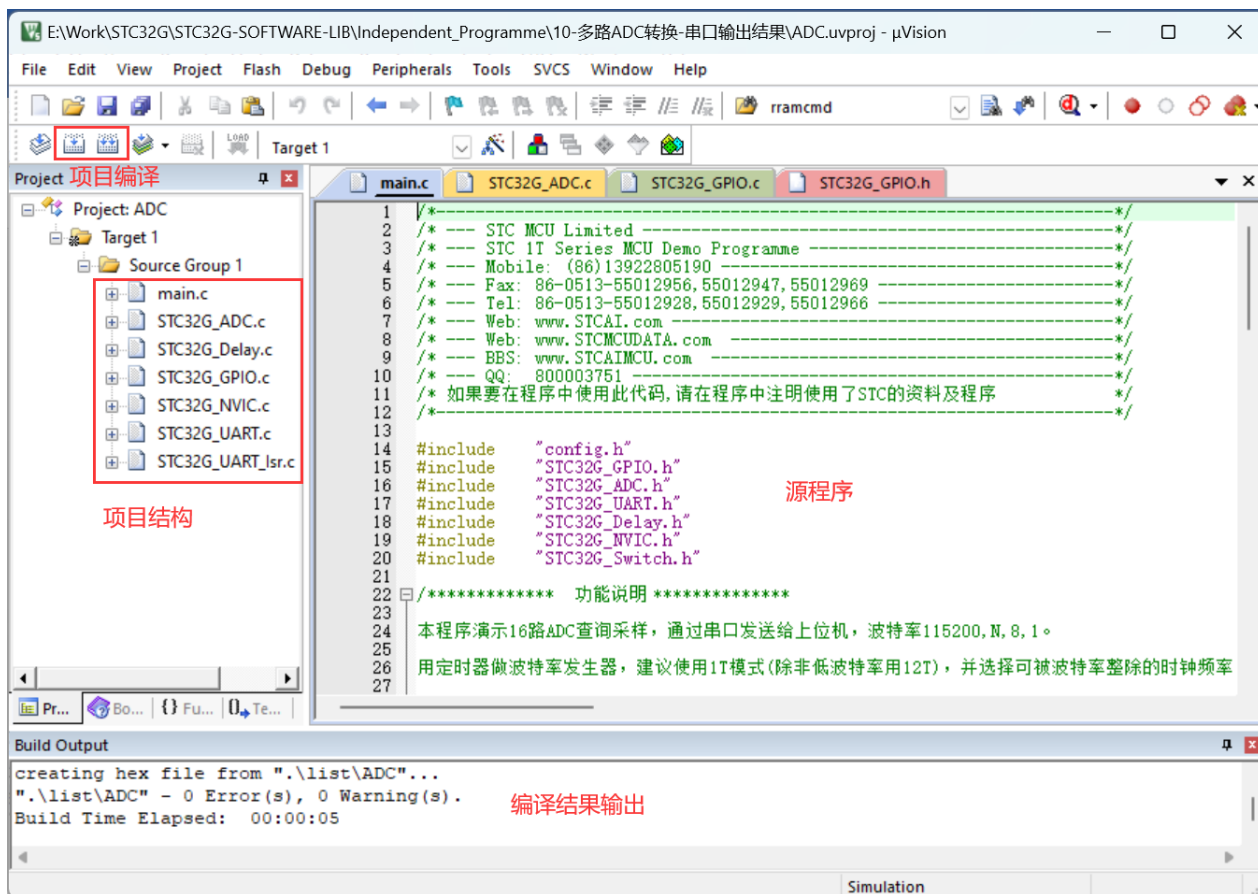 E:\Work\STC32G\STC32G-SOFTWARE-LIB\Independent_Programme\10-多路ADC转换-串口输出结果\ADC.uvproj - µVision
File Edit View Project Flash Debug Peripherals Tools SVCS Window Help
rramcmd
LOAD Target 1
Project 项目编译
main.c STC32G_ADC.c STC32G_GPIO.c STC32G_GPIO.h
Project: ADC
Target 1
Source Group 1
main.c
STC32G_ADC.c
STC32G_Delay.c
STC32G_GPIO.c
STC32G_NVIC.c
STC32G_UART.c
STC32G_UART_Isr.c
项目结构
1 /*---------------------------------------------------------------------*/
2 /* --- STC MCU Limited ------------------------------------------------*/
3 /* --- STC 1T Series MCU Demo Programme -------------------------------*/
4 /* --- Mobile: (86)13922805190 ----------------------------------------*/
5 /* --- Fax: 86-0513-55012956,55012947,55012969 ------------------------*/
6 /* --- Tel: 86-0513-55012928,55012929,55012966 ------------------------*/
7 /* --- Web: www.STCAI.com ---------------------------------------------*/
8 /* --- Web: www.STCMCUDATA.com  ---------------------------------------*/
9 /* --- BBS: www.STCAIMCU.com  -----------------------------------------*/
10 /* --- QQ:  800003751 -------------------------------------------------*/
11 /* 如果要在程序中使用此代码,请在程序中注明使用了STC的资料及程序            */
12 /*---------------------------------------------------------------------*/
13
14 #include    "config.h"
15 #include    "STC32G_GPIO.h"
16 #include    "STC32G_ADC.h"
17 #include    "STC32G_UART.h"
18 #include    "STC32G_Delay.h"
19 #include    "STC32G_NVIC.h"
20 #include    "STC32G_Switch.h"
源程序
21
22 /*************  功能说明 **************
23
24 本程序演示16路ADC查询采样，通过串口发送给上位机，波特率115200,N,8,1。
25
26 用定时器做波特率发生器，建议使用1T模式(除非低波特率用12T)，并选择可被波特率整除的时钟频率
27
Pr... Bo... {} Fu... Te...
Build Output
creating hex file from ".\list\ADC"...
".\list\ADC" - 0 Error(s), 0 Warning(s).
Build Time Elapsed:  00:00:05
编译结果输出
Simulation